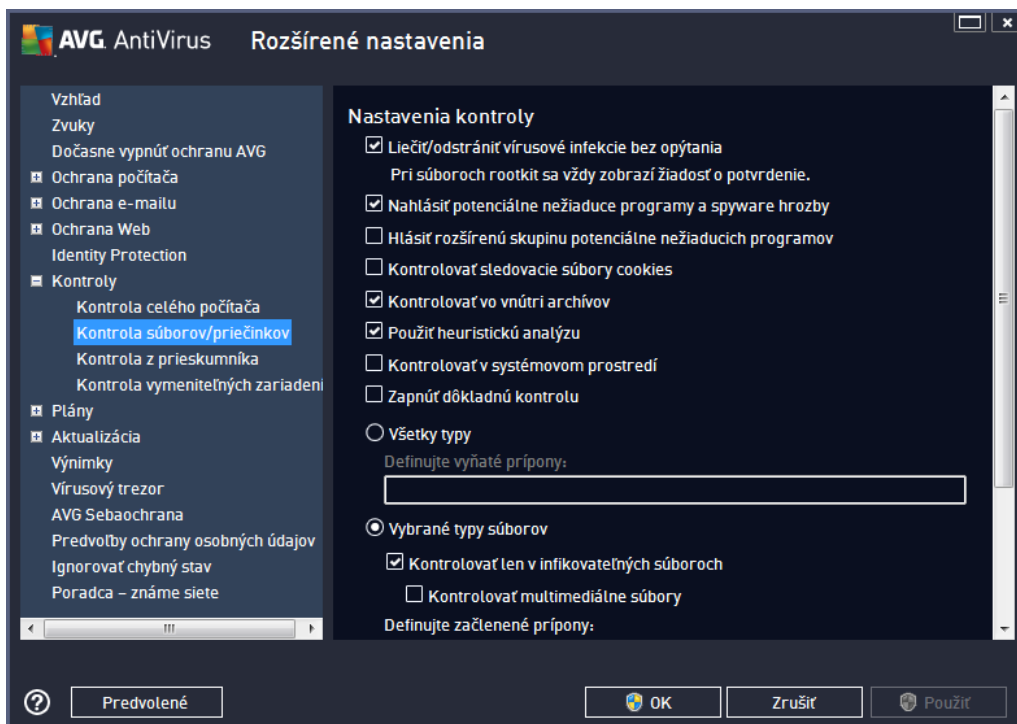 AVG. AntiVirus Rozšírené nastavenia
Vzhľad
Zvuky
Dočasne vypnúť ochranu AVG
Ochrana počítača
Ochrana e-mailu
Ochrana Web
Identity Protection
Kontroly
Kontrola celého počítača
Kontrola súborov/priečinkov
Kontrola z prieskumníka
Kontrola vymeniteľných zariadení
Plány
Aktualizácia
Výnimky
Vírusový trezor
AVG Sebaochrana
Predvoľby ochrany osobných údajov
Ignorovať chybný stav
Poradca – známe siete
Nastavenia kontroly
Liečiť/odstrániť vírusové infekcie bez opýtania
Pri súboroch rootkit sa vždy zobrazí žiadosť o potvrdenie.
Nahlásiť potenciálne nežiaduce programy a spyware hrozby
Hlásiť rozšírenú skupinu potenciálne nežiaducich programov
Kontrolovať sledovacie súbory cookies
Kontrolovať vo vnútri archívov
Použiť heuristickú analýzu
Kontrolovať v systémovom prostredí
Zapnúť dôkladnú kontrolu
Všetky typy
Definujte vyňaté prípony:
Vybrané typy súborov
Kontrolovať len v infikovateľných súboroch
Kontrolovať multimediálne súbory
Definujte začlenené prípony:
Predvolené
OK
Zrušiť
Použiť